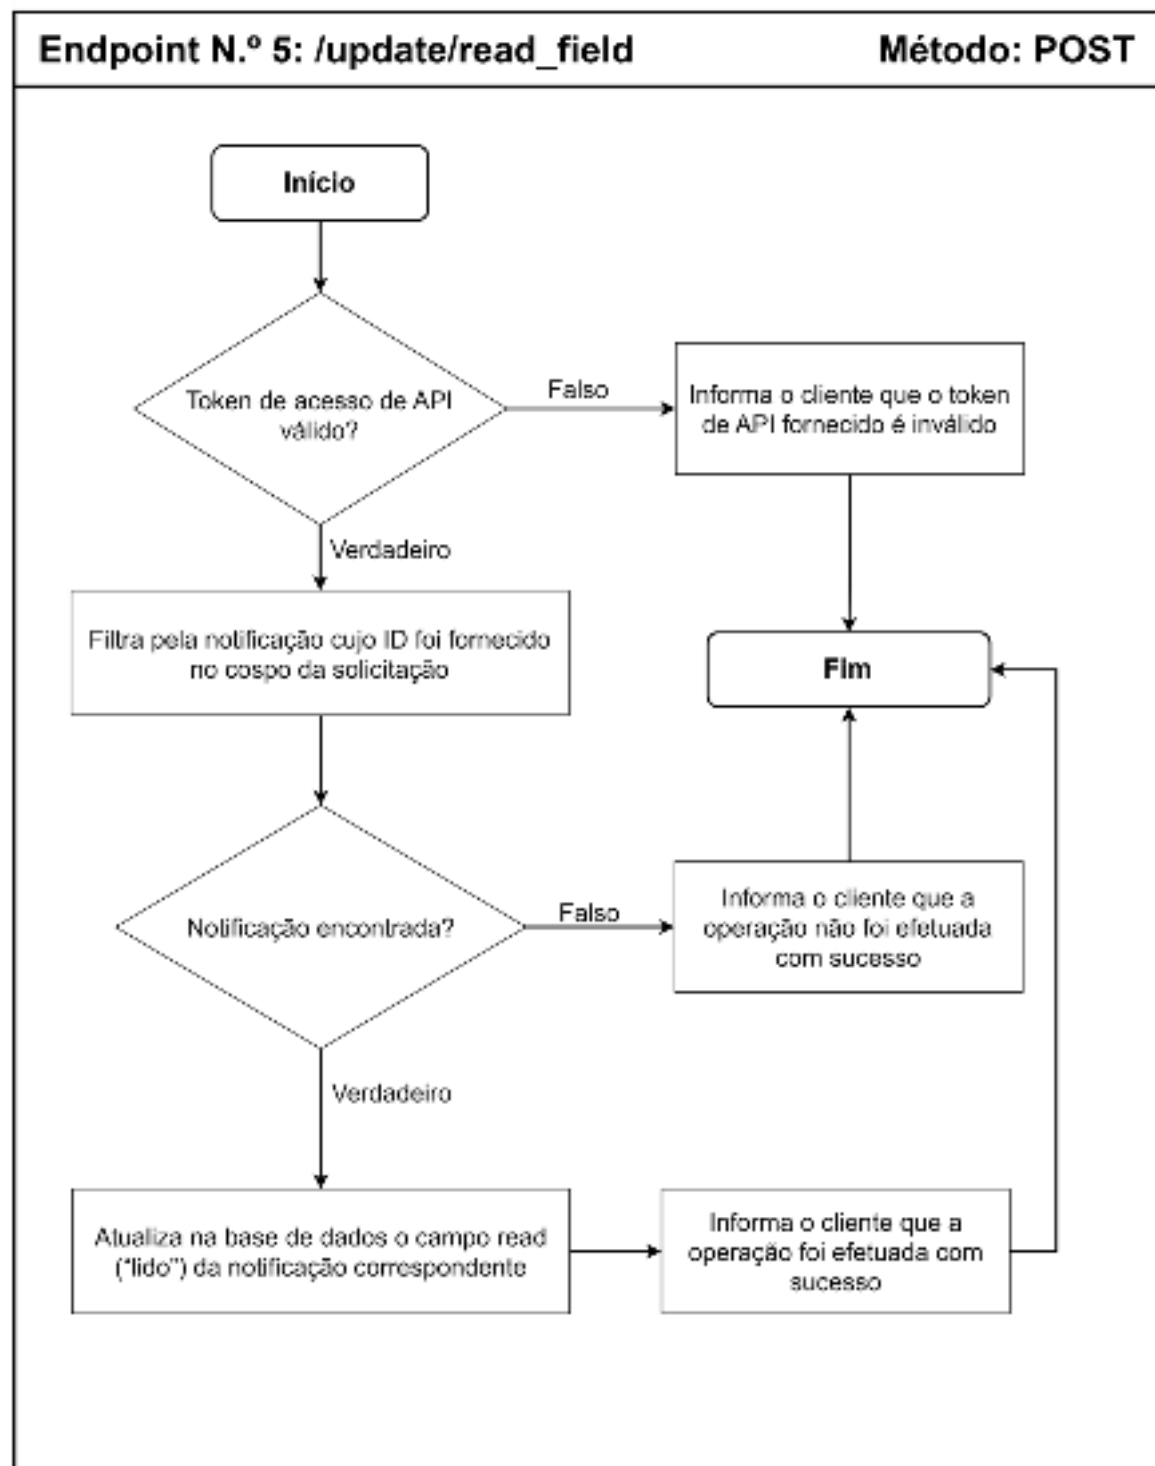 Endpoint N.º 5: /update/read_field
Método: POST
Início
Token de acesso de API
válido?
Falso
Informa o cliente que o token
de API fornecido é inválido
Verdadeiro
Filtra pela notificação cujo ID foi fornecido
no cospo da solicitação
Fim
Notificação encontrada?
Falso
Informa o cliente que a
operação não foi efetuada
com sucesso
Verdadeiro
Atualiza na base de dados o campo read
("lido") da notificação correspondente
Informa o cliente que a
operação foi efetuada com
sucesso